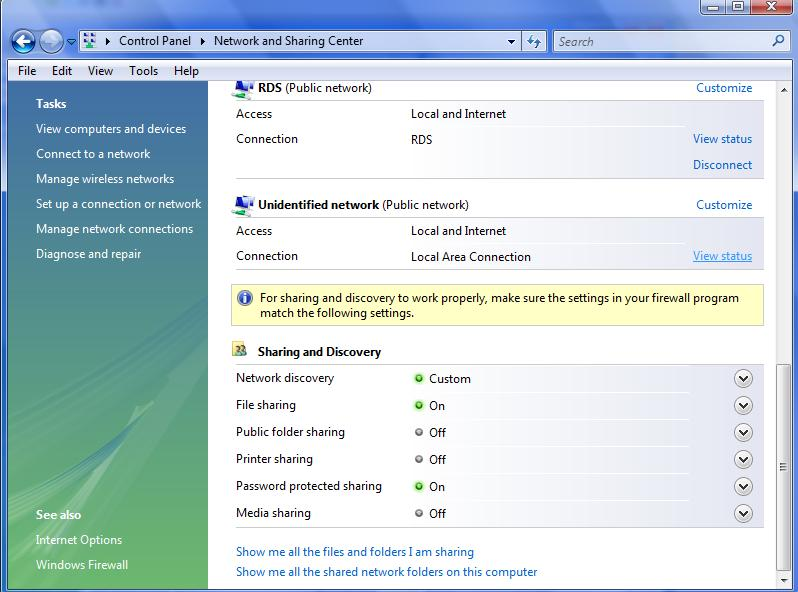 Control Panel Network and Sharing Center Search
File Edit View Tools Help
Tasks
View computers and devices
Connect to a network
Manage wireless networks
Set up a connection or network
Manage network connections
Diagnose and repair
See also
Internet Options
Windows Firewall
RDS (Public network) Customize
Access Local and Internet
Connection RDS View status
Disconnect
Unidentified network (Public network) Customize
Access Local and Internet
Connection Local Area Connection View status
For sharing and discovery to work properly, make sure the settings in your firewall program
match the following settings.
Sharing and Discovery
Network discovery Custom
File sharing On
Public folder sharing Off
Printer sharing Off
Password protected sharing On
Media sharing Off
Show me all the files and folders I am sharing
Show me all the shared network folders on this computer